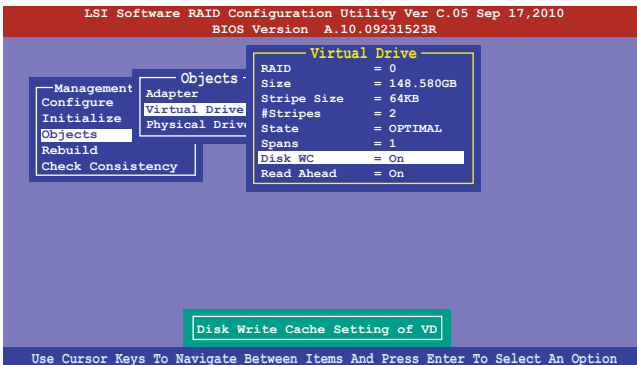 LSI Software RAID Configuration Utility Ver C.05 Sep 17,2010
BIOS Version A.10.09231523R
Management
Configure
Initialize
Objects
Rebuild
Check Consistency
Objects
Adapter
Virtual Drive
Physical Drive
Virtual Drive
RAID = 0
Size = 148.580GB
Stripe Size = 64KB
#Stripes = 2
State = OPTIMAL
Spans = 1
Disk WC = On
Read Ahead = On
Disk Write Cache Setting of VD
Use Cursor Keys To Navigate Between Items And Press Enter To Select An Option